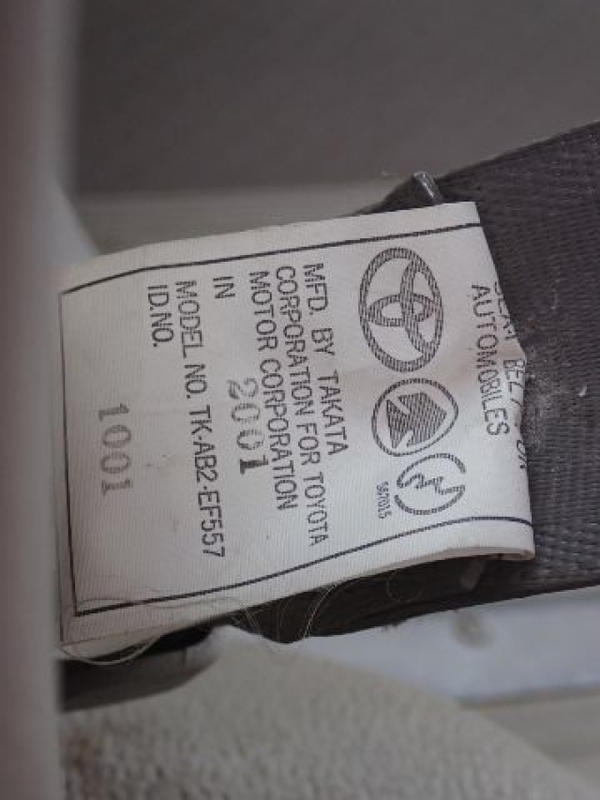 AUTOMOBILES
567015
MFD. BY TAKATA
CORPORATION FOR TOYOTA
MOTOR CORPORATION
IN 2001
MODEL NO. TK-AB2-EF557
ID.NO.
1001